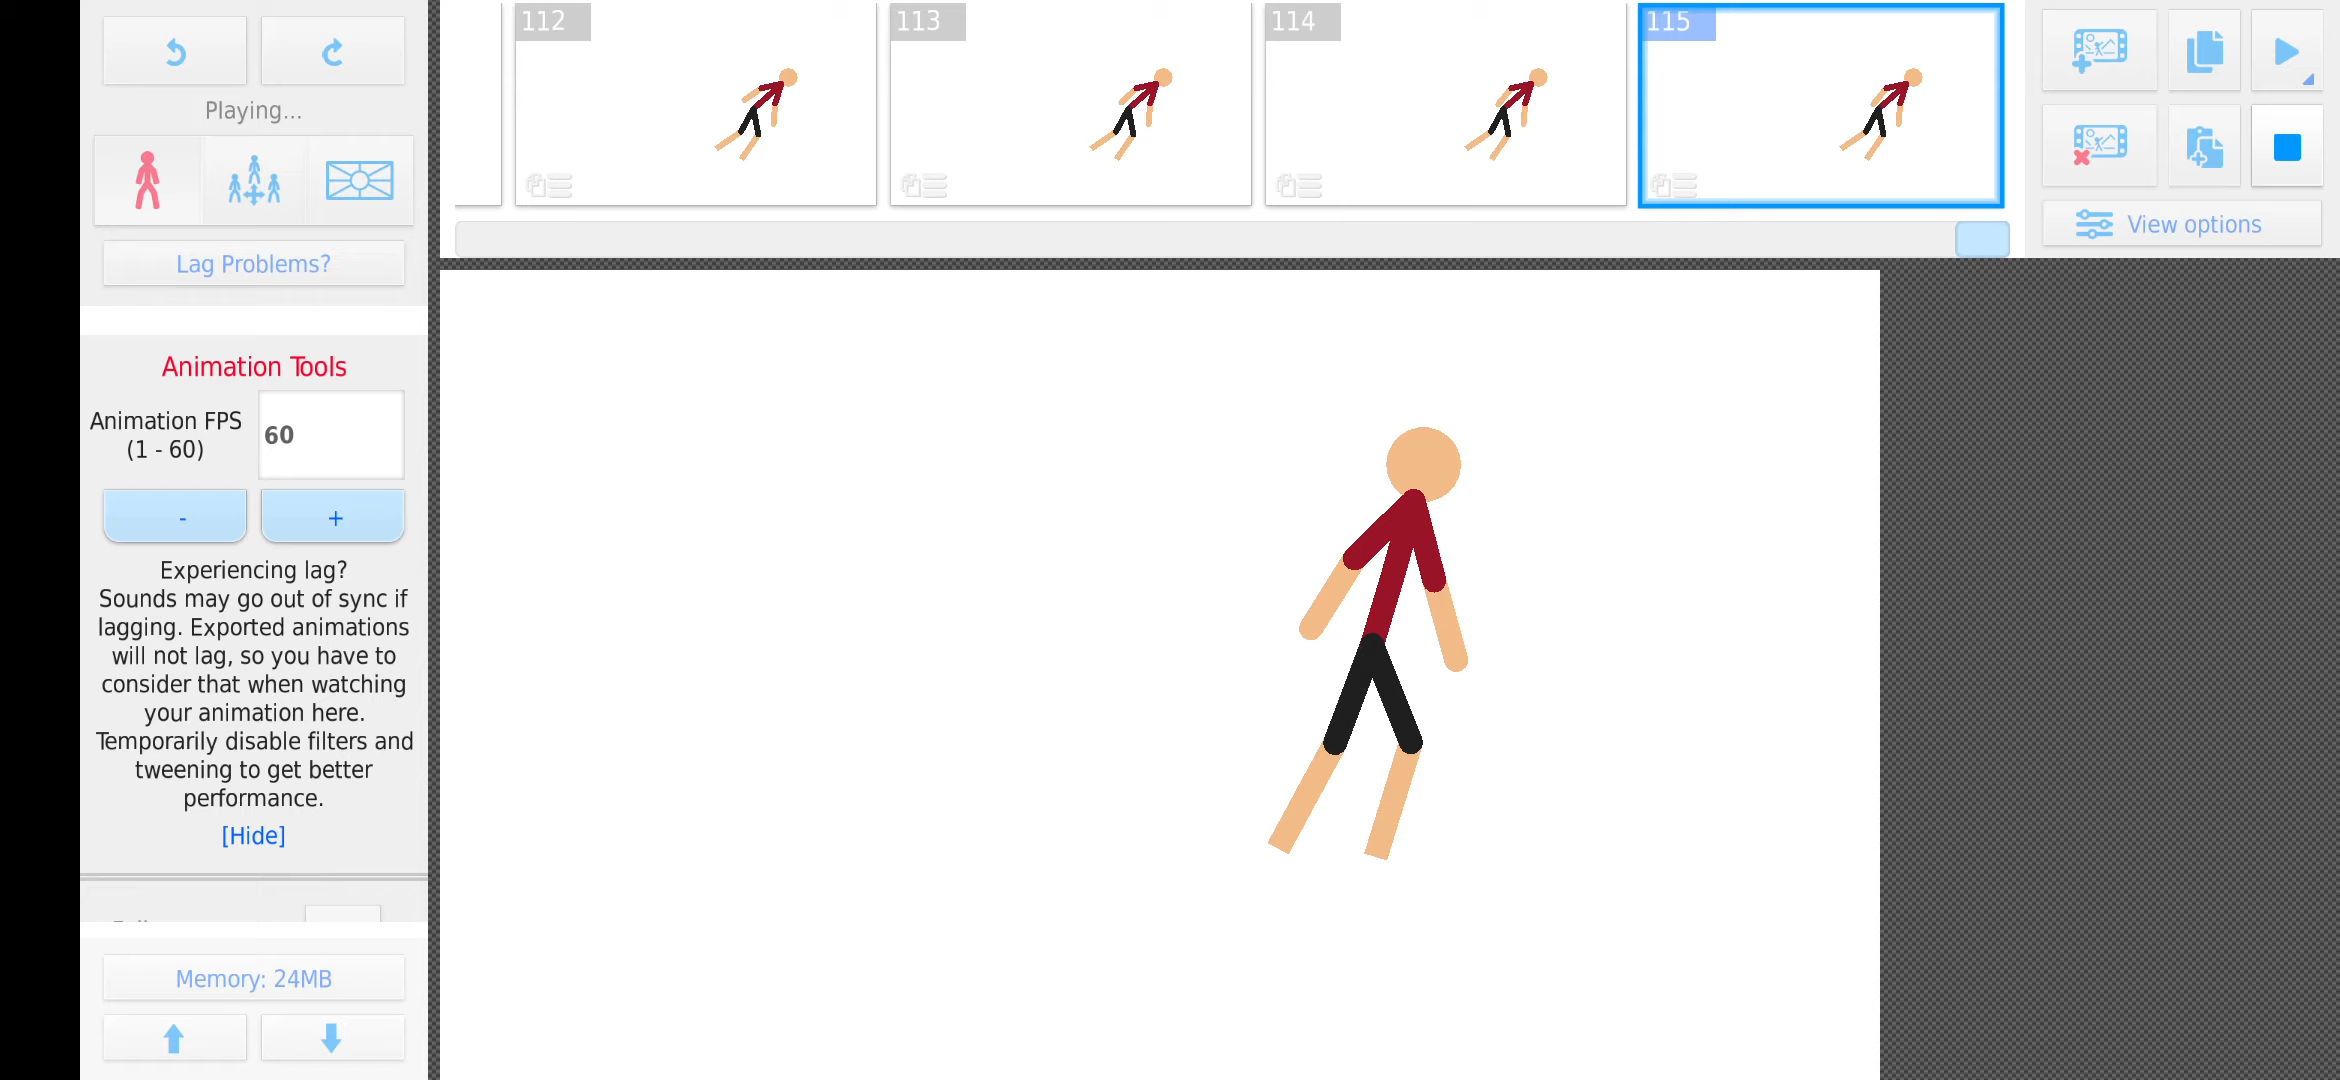 Playing...
Lag Problems?
Animation Tools
Animation FPS
(1 - 60)
60
-
+
Experiencing lag?
Sounds may go out of sync if
lagging. Exported animations
will not lag, so you have to
consider that when watching
your animation here.
Temporarily disable filters and
tweening to get better
performance.
[Hide]
Memory: 24MB
112
113
114
115
View options